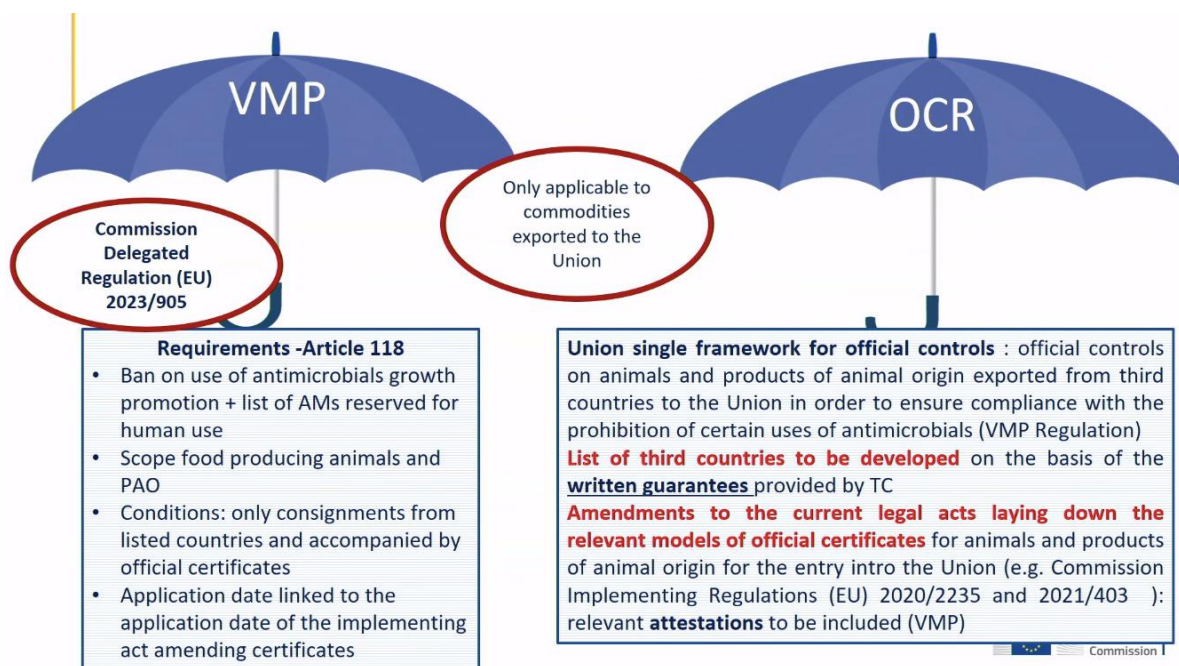 VMP
OCR
Only applicable to
commodities
exported to the
Union
Commission
Delegated
Regulation (EU)
2023/905
Requirements -Article 118
• Ban on use of antimicrobials growth
promotion + list of AMs reserved for
human use
• Scope food producing animals and
PAO
• Conditions: only consignments from
listed countries and accompanied by
official certificates
• Application date linked to the
application date of the implementing
act amending certificates
Union single framework for official controls : official controls
on animals and products of animal origin exported from third
countries to the Union in order to ensure compliance with the
prohibition of certain uses of antimicrobials (VMP Regulation)
List of third countries to be developed on the basis of the
written guarantees provided by TC
Amendments to the current legal acts laying down the
relevant models of official certificates for animals and products
of animal origin for the entry intro the Union (e.g. Commission
Implementing Regulations (EU) 2020/2235 and 2021/403 ):
relevant attestations to be included (VMP)
Commission